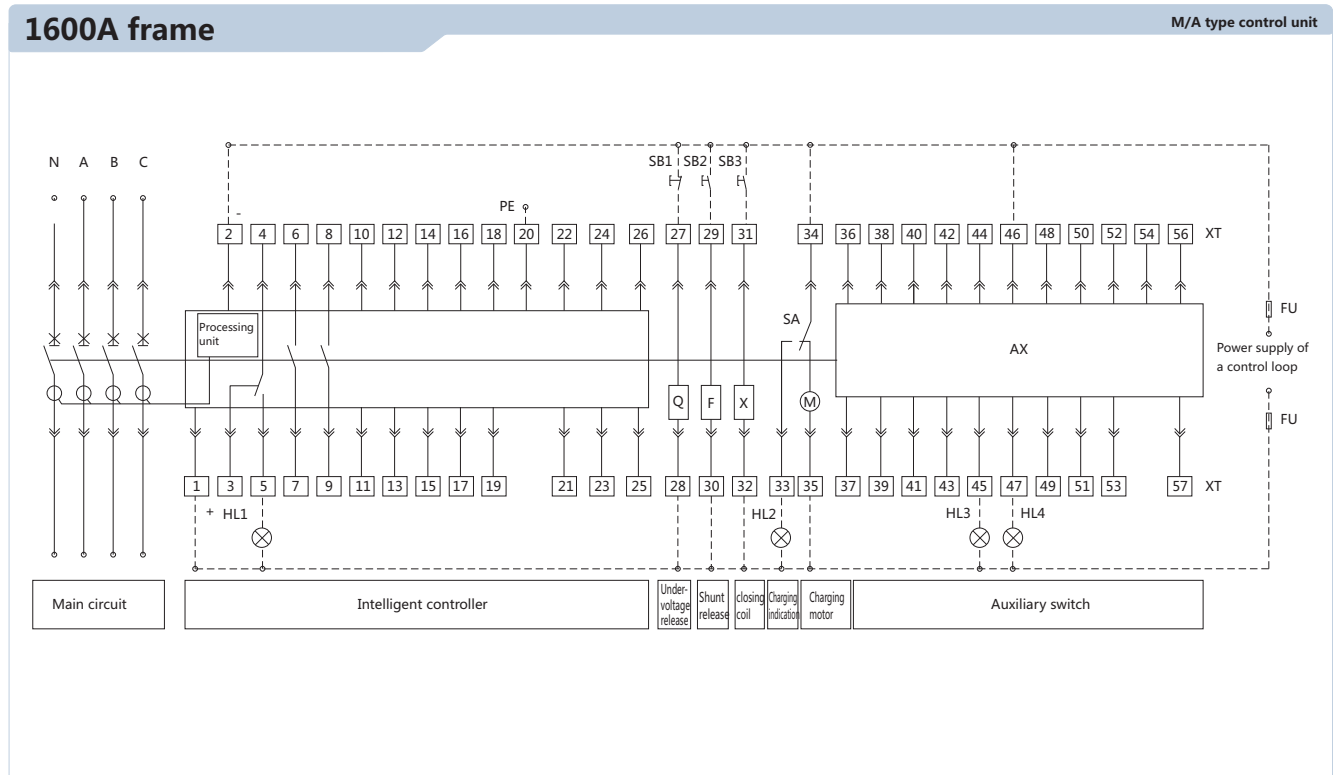 1600A frame
M/A type control unit
N A B C
SB1 SB2 SB3
PE
-
2 4 6 8 10 12 14 16 18 20 22 24 26 27 29 31 34 36 38 40 42 44 46 48 50 52 54 56 XT
FU
Processing
unit
SA
AX
Power supply of
a control loop
Q F X M
FU
1 3 5 7 9 11 13 15 17 19 21 23 25 28 30 32 33 35 37 39 41 43 45 47 49 51 53 57 XT
+ HL1 HL2 HL3 HL4
Main circuit
Intelligent controller
Under-
voltage
release
Shunt
release
closing
coil
Charging
indication
Charging
motor
Auxiliary switch